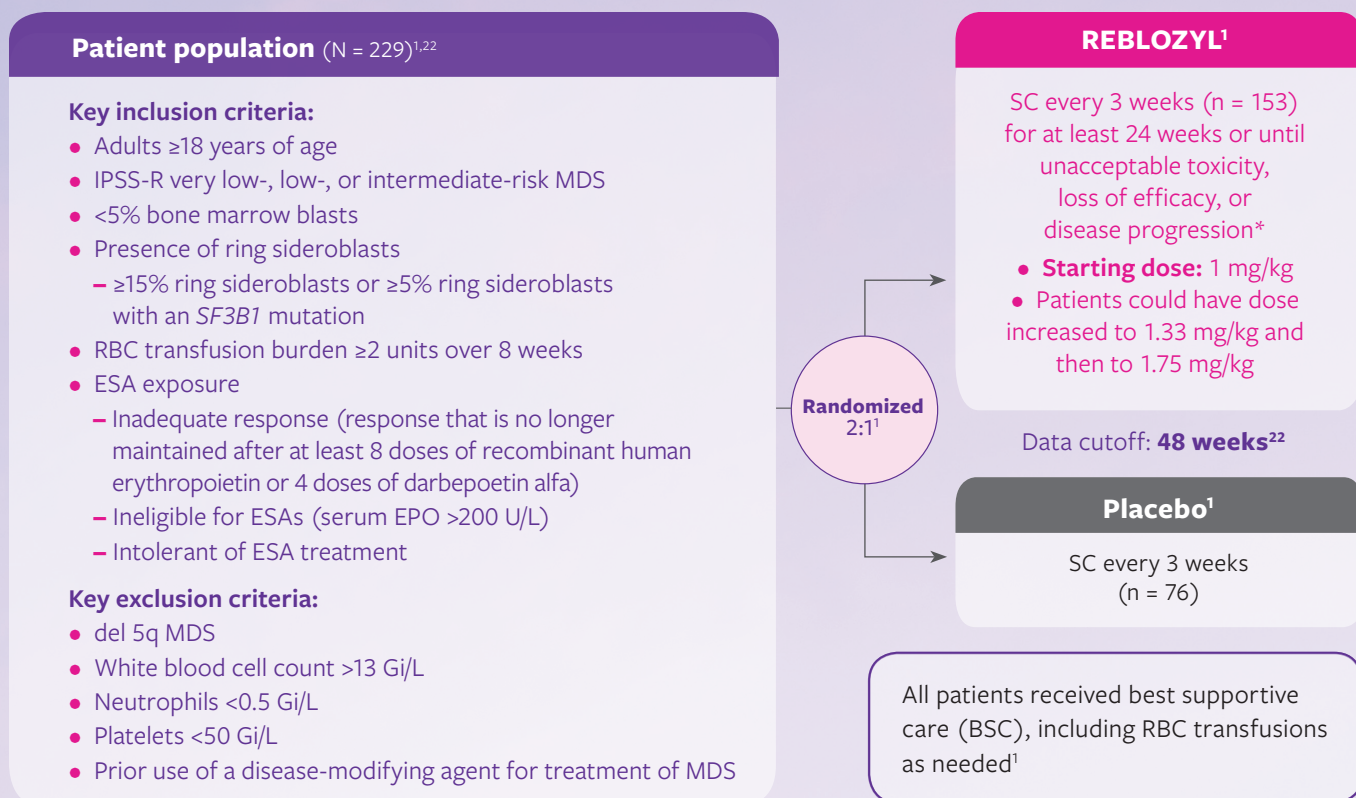 Patient population (N = 229)1,22
Key inclusion criteria:
• Adults ≥18 years of age
• IPSS-R very low-, low-, or intermediate-risk MDS
• <5% bone marrow blasts
• Presence of ring sideroblasts
– ≥15% ring sideroblasts or ≥5% ring sideroblasts
with an SF3B1 mutation
• RBC transfusion burden ≥2 units over 8 weeks
• ESA exposure
– Inadequate response (response that is no longer
maintained after at least 8 doses of recombinant human
erythropoietin or 4 doses of darbepoetin alfa)
– Ineligible for ESAs (serum EPO >200 U/L)
– Intolerant of ESA treatment
Key exclusion criteria:
• del 5q MDS
• White blood cell count >13 Gi/L
• Neutrophils <0.5 Gi/L
• Platelets <50 Gi/L
• Prior use of a disease-modifying agent for treatment of MDS
Randomized
2:11
REBLOZYL1
SC every 3 weeks (n = 153)
for at least 24 weeks or until
unacceptable toxicity,
loss of efficacy, or
disease progression*
• Starting dose: 1 mg/kg
• Patients could have dose
increased to 1.33 mg/kg and
then to 1.75 mg/kg
Data cutoff: 48 weeks22
Placebo1
SC every 3 weeks
(n = 76)
All patients received best supportive
care (BSC), including RBC transfusions
as needed1